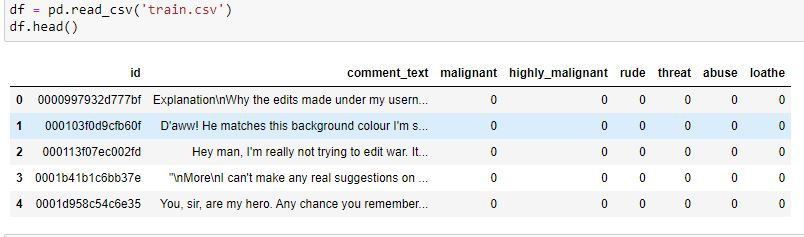 df = pd.read_csv('train.csv')
df.head()
id comment_text malignant highly_malignant rude threat abuse loathe
0 0000997932d777bf Explanation\nWhy the edits made under my usern... 0 0 0 0 0 0
1 000103f0d9cfb60f D'aww! He matches this background colour I'm s... 0 0 0 0 0 0
2 000113f07ec002fd Hey man, I'm really not trying to edit war. It... 0 0 0 0 0 0
3 0001b41b1c6bb37e "\nMore\nI can't make any real suggestions on ... 0 0 0 0 0 0
4 0001d958c54c6e35 You, sir, are my hero. Any chance you remember... 0 0 0 0 0 0